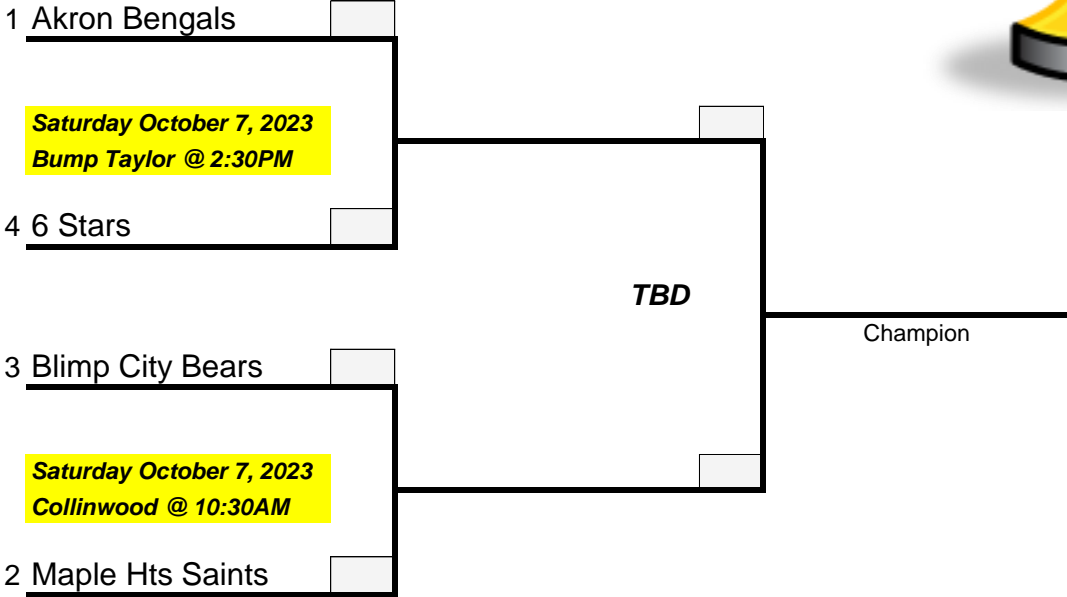 1 Akron Bengals
Saturday October 7, 2023
Bump Taylor @ 2:30PM
4 6 Stars
TBD
Champion
3 Blimp City Bears
Saturday October 7, 2023
Collinwood @ 10:30AM
2 Maple Hts Saints